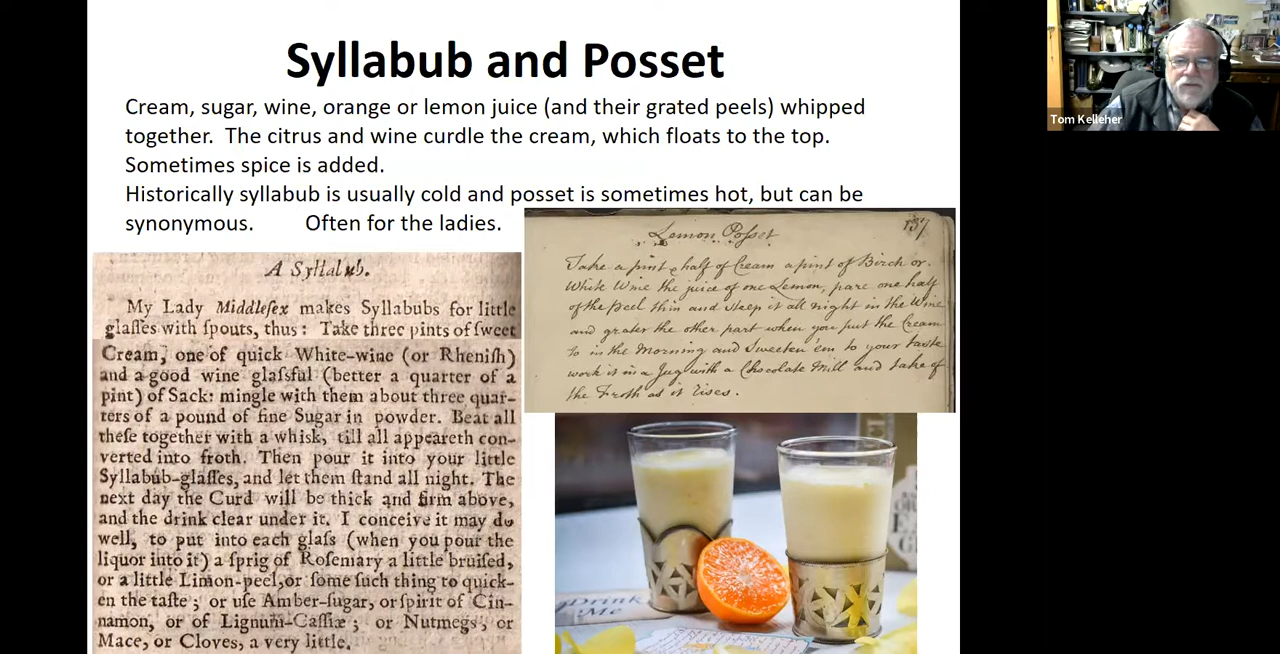 Syllabub and Posset
Cream, sugar, wine, orange or lemon juice (and their grated peels) whipped
together.  The citrus and wine curdle the cream, which floats to the top.
Sometimes spice is added.
Historically syllabub is usually cold and posset is sometimes hot, but can be
synonymous.        Often for the ladies.
A Syllabub.
My Lady Middleſex makes Syllabubs for little
glaſſes with ſpouts, thus: Take three pints of ſweet
Cream, one of quick White-wine (or Rheniſh)
and a good wine glaſsful (better a quarter of a
pint) of Sack: mingle with them about three quar-
ters of a pound of fine Sugar in powder. Beat all
theſe together with a whisk, till all appeareth con-
verted into froth. Then pour it into your little
Syllabub-glaſſes, and let them ſtand all night. The
next day the Curd will be thick and firm above,
and the drink clear under it. I conceive it may do
well, to put into each glaſs (when you pour the
liquor into it) a ſprig of Roſemary a little bruiſed,
or a little Limon-peel, or ſome ſuch thing to quick-
en the taſte; or uſe Amber-ſugar, or ſpirit of Cin-
namon, or of Lignum-Caſſiæ; or Nutmegs, or
Mace, or Cloves, a very little.
Lemon Poſset
137
Take a pint & half of Cream a pint of Birch or
White Wine the juice of one Lemon, pare one half
of the Peel thin and Steep it all night in the Wine
and grater the other part when you put the Cream
to in the Morning and Sweeten 'em to your taste
work it in a Jug with a Chocolate Mill and take of
the Froth as it rises.
Drink
Me
Tom Kelleher